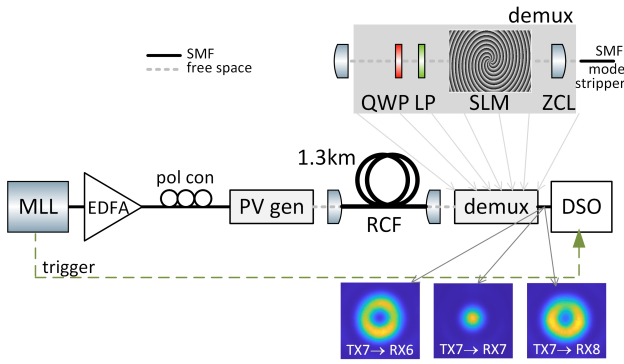 demux
SMF
free space
SMF
mode
stripper
QWP LP SLM ZCL
1.3km
pol con
MLL
EDFA
PV gen
RCF
demux
DSO
trigger
TX7→ RX6
TX7→ RX7
TX7→ RX8